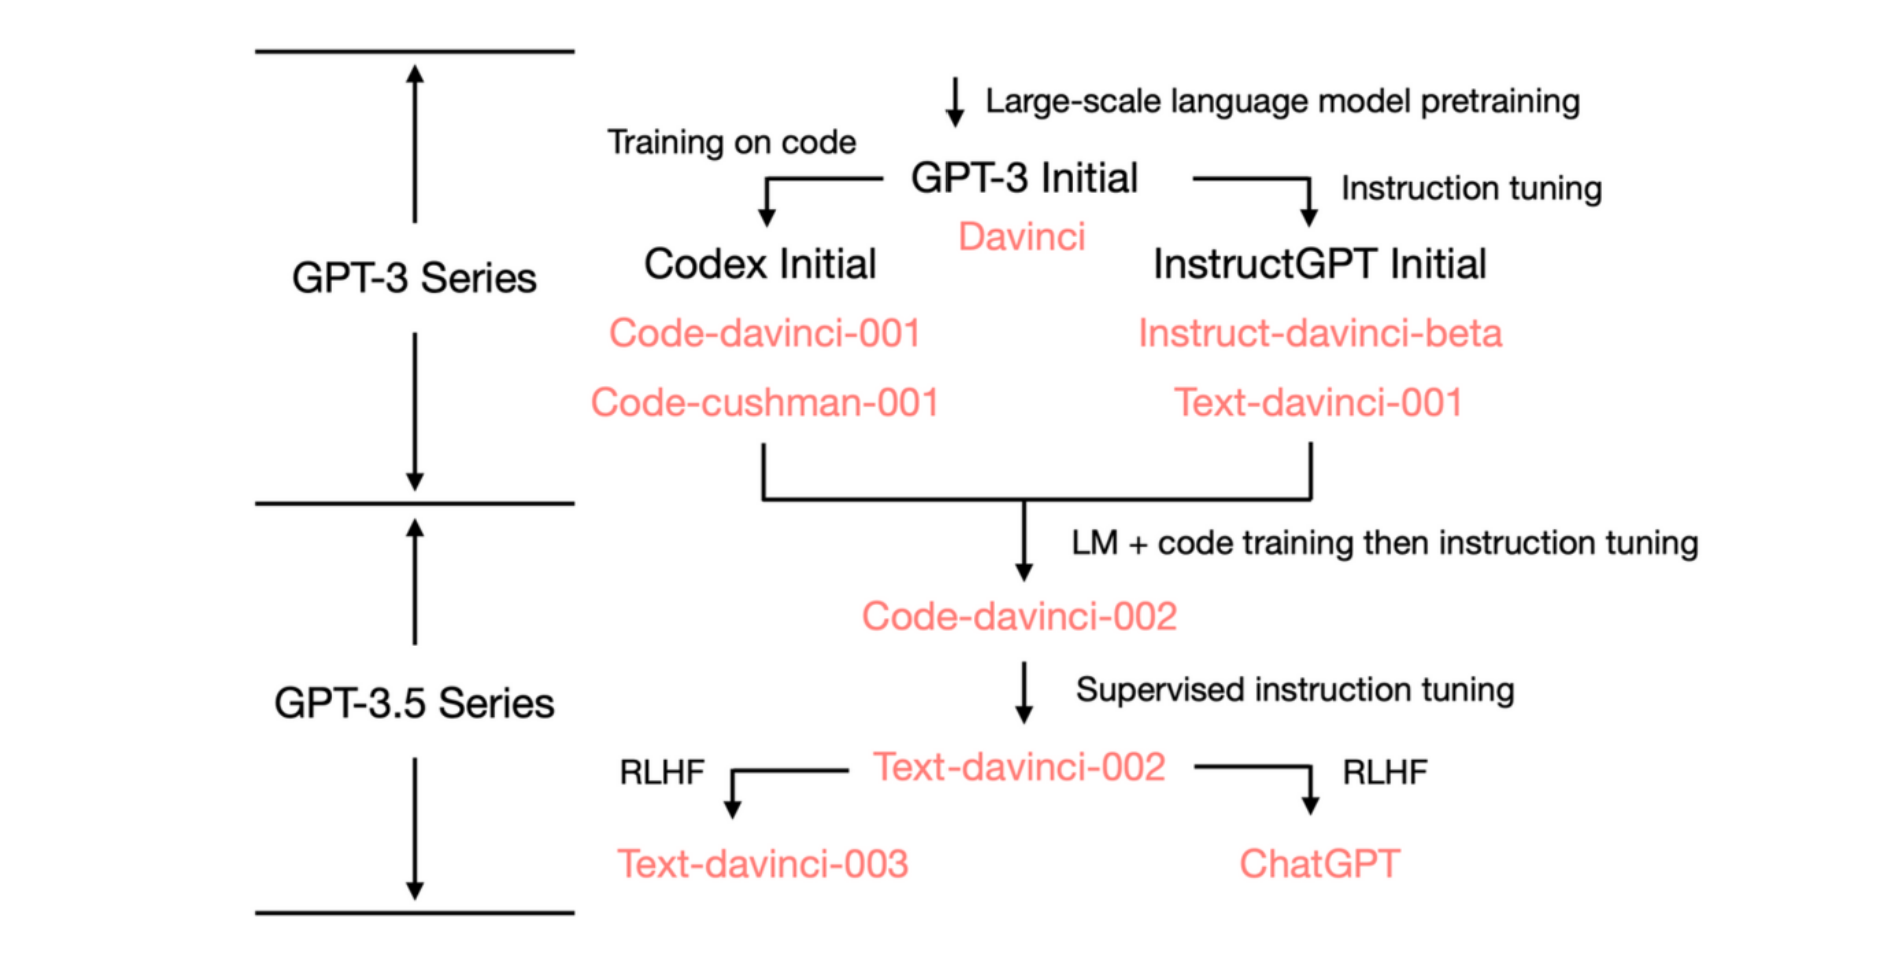 Large-scale language model pretraining
Training on code
GPT-3 Initial
Instruction tuning
Davinci
Codex Initial
InstructGPT Initial
GPT-3 Series
Code-davinci-001
Instruct-davinci-beta
Code-cushman-001
Text-davinci-001
LM + code training then instruction tuning
Code-davinci-002
Supervised instruction tuning
GPT-3.5 Series
RLHF
Text-davinci-002
RLHF
Text-davinci-003
ChatGPT